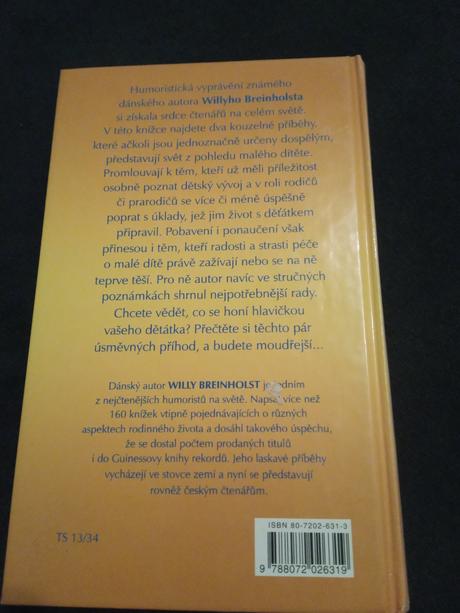 Humoristická vyprávění známého
dánského autora Willyho Breinholsta
si získala srdce čtenářů na celém světě.
V této knížce najdete dva kouzelné příběhy,
které ačkoli jsou jednoznačně určeny dospělým,
představují svět z pohledu malého dítěte.
Promlouvají k těm, kteří už měli příležitost
osobně poznat dětský vývoj a v roli rodičů
či prarodičů se více či méně úspěšně
poprat s úklady, jež jim život s děťátkem
připravil. Pobavení i ponaučení však
přinesou i těm, kteří radosti a strasti péče
o malé dítě právě zažívají nebo se na ně
teprve těší. Pro ně autor navíc ve stručných
poznámkách shrnul nejpotřebnější rady.
Chcete vědět, co se honí hlavičkou
vašeho děťátka? Přečtěte si těchto pár
úsměvných příhod, a budete moudřejší...
Dánský autor WILLY BREINHOLST je jedním
z nejčtenějších humoristů na světě. Napsal více než
160 knížek vtipně pojednávajících o různých
aspektech rodinného života a dosáhl takového úspěchu,
že se dostal počtem prodaných titulů
i do Guinessovy knihy rekordů. Jeho laskavé příběhy
vycházejí ve stovce zemí a nyní se představují
rovněž českým čtenářům.
TS 13/34
ISBN 80-7202-631-3
9 788072 026319